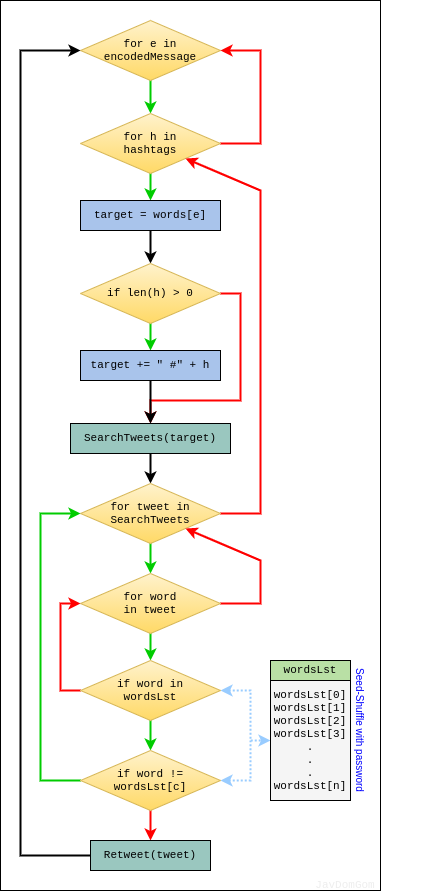 for e in
encodedMessage
for h in
hashtags
target = words[e]
if len(h) > 0
target += " #" + h
SearchTweets(target)
for tweet in
SearchTweets
for word
in tweet
if word in
wordsLst
if word !=
wordsLst[c]
Retweet(tweet)
wordsLst
wordsLst[0]
wordsLst[1]
wordsLst[2]
wordsLst[3]
.
.
.
wordsLst[n]
Seed-Shuffle with password
JavDomGom